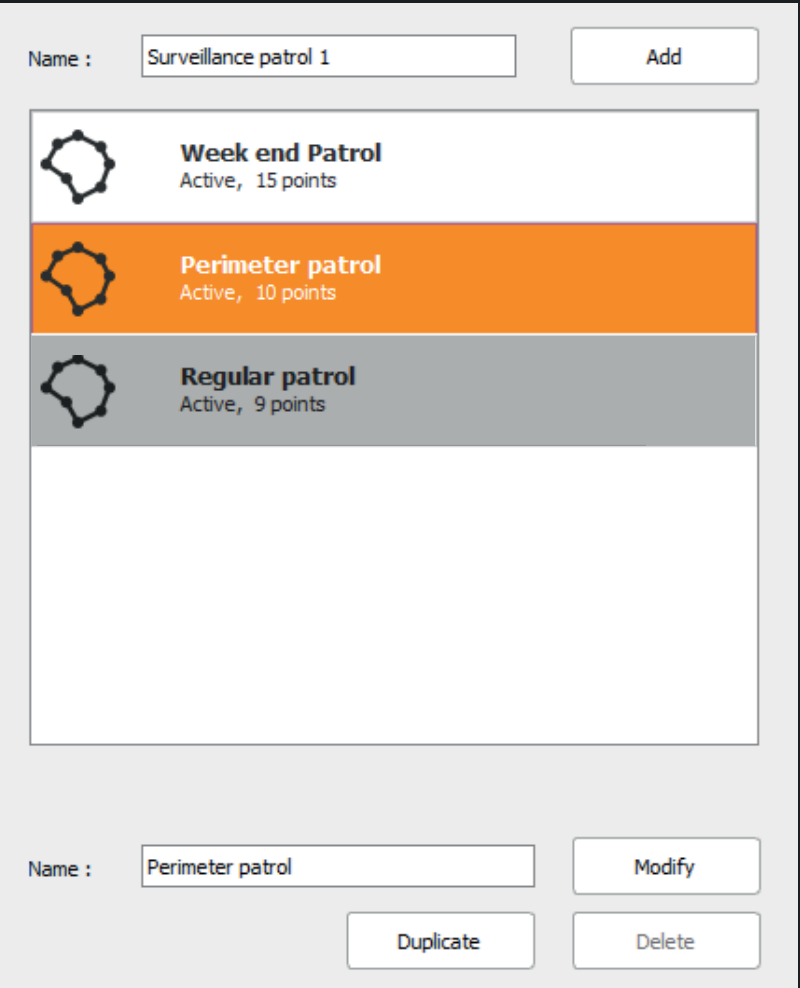 Name : Surveillance patrol 1 Add
Week end Patrol
Active, 15 points
Perimeter patrol
Active, 10 points
Regular patrol
Active, 9 points
Name : Perimeter patrol Modify
Duplicate Delete